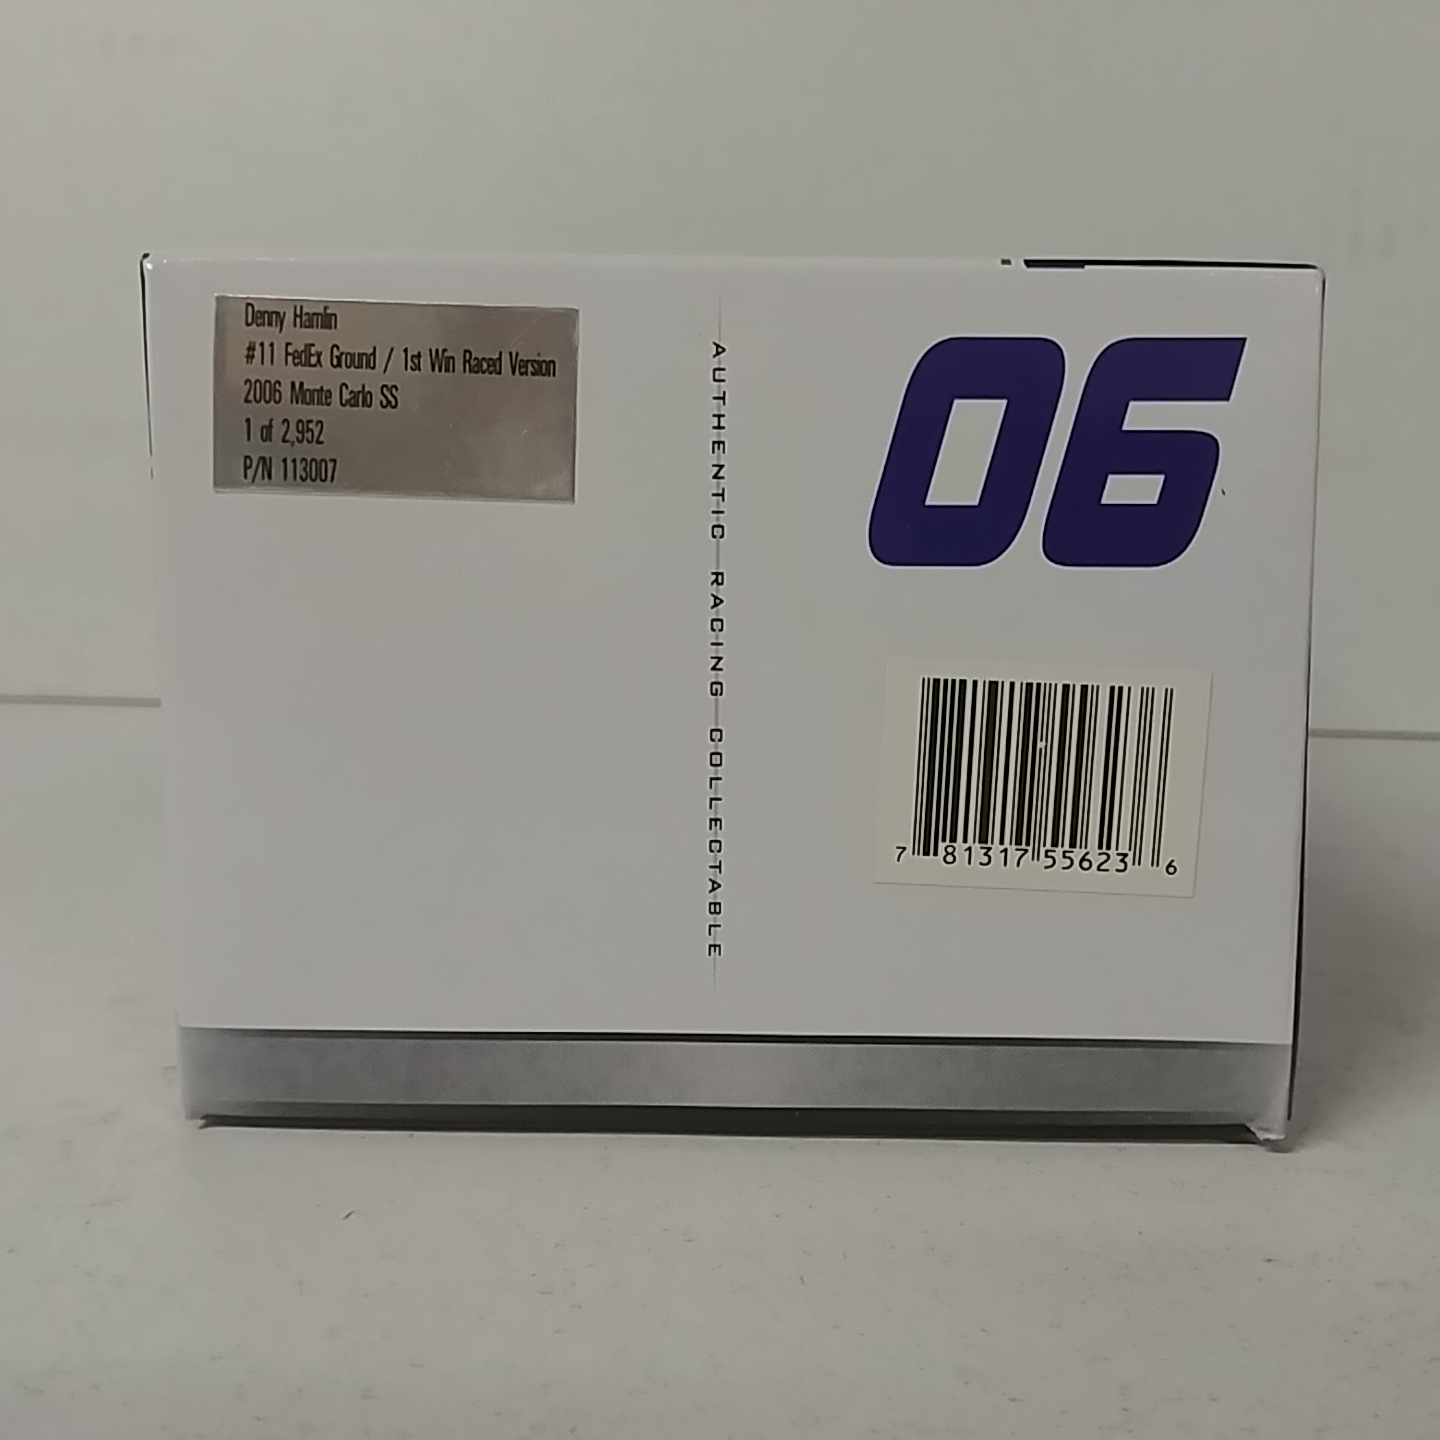 Denny Hamlin
#11 FedEx Ground / 1st Win Raced Version
2006 Monte Carlo SS
1 of 2,952
P/N 113007
AUTHENTIC RACING COLLECTABLE
06
7 81317 55623 6